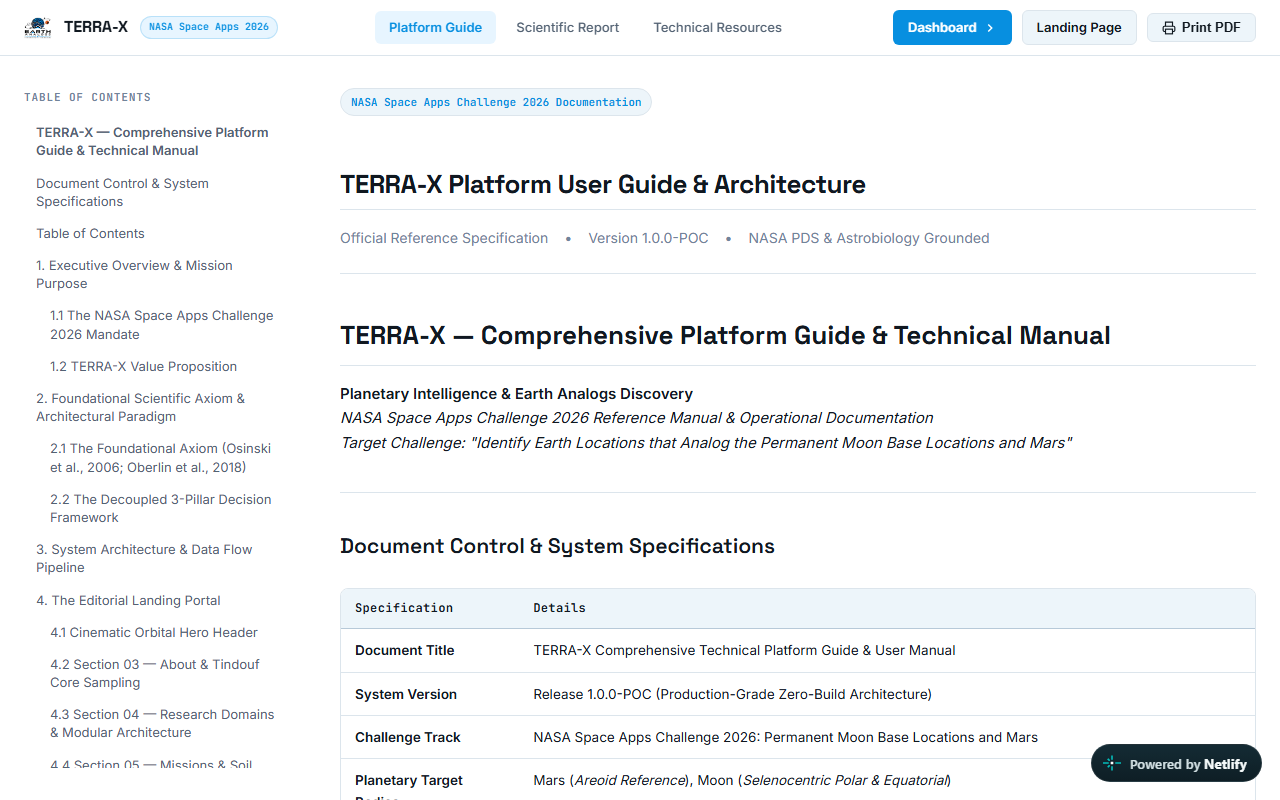 EARTH
TERRA-X
NASA Space Apps 2026
Platform Guide
Scientific Report
Technical Resources
Dashboard
Landing Page
Print PDF
TABLE OF CONTENTS
TERRA-X — Comprehensive Platform
Guide & Technical Manual
Document Control & System
Specifications
Table of Contents
1. Executive Overview & Mission
Purpose
1.1 The NASA Space Apps Challenge
2026 Mandate
1.2 TERRA-X Value Proposition
2. Foundational Scientific Axiom &
Architectural Paradigm
2.1 The Foundational Axiom (Osinski
et al., 2006; Oberlin et al., 2018)
2.2 The Decoupled 3-Pillar Decision
Framework
3. System Architecture & Data Flow
Pipeline
4. The Editorial Landing Portal
4.1 Cinematic Orbital Hero Header
4.2 Section 03 — About & Tindouf
Core Sampling
4.3 Section 04 — Research Domains
& Modular Architecture
4.4 Section 05 — Missions & Soil
NASA Space Apps Challenge 2026 Documentation
TERRA-X Platform User Guide & Architecture
Official Reference Specification • Version 1.0.0-POC • NASA PDS & Astrobiology Grounded
TERRA-X — Comprehensive Platform Guide & Technical Manual
Planetary Intelligence & Earth Analogs Discovery
NASA Space Apps Challenge 2026 Reference Manual & Operational Documentation
Target Challenge: "Identify Earth Locations that Analog the Permanent Moon Base Locations and Mars"
Document Control & System Specifications
Specification Details
Document Title TERRA-X Comprehensive Technical Platform Guide & User Manual
System Version Release 1.0.0-POC (Production-Grade Zero-Build Architecture)
Challenge Track NASA Space Apps Challenge 2026: Permanent Moon Base Locations and Mars
Planetary Target Mars (Areoid Reference), Moon (Selenocentric Polar & Equatorial)
Bodies
Powered by Netlify